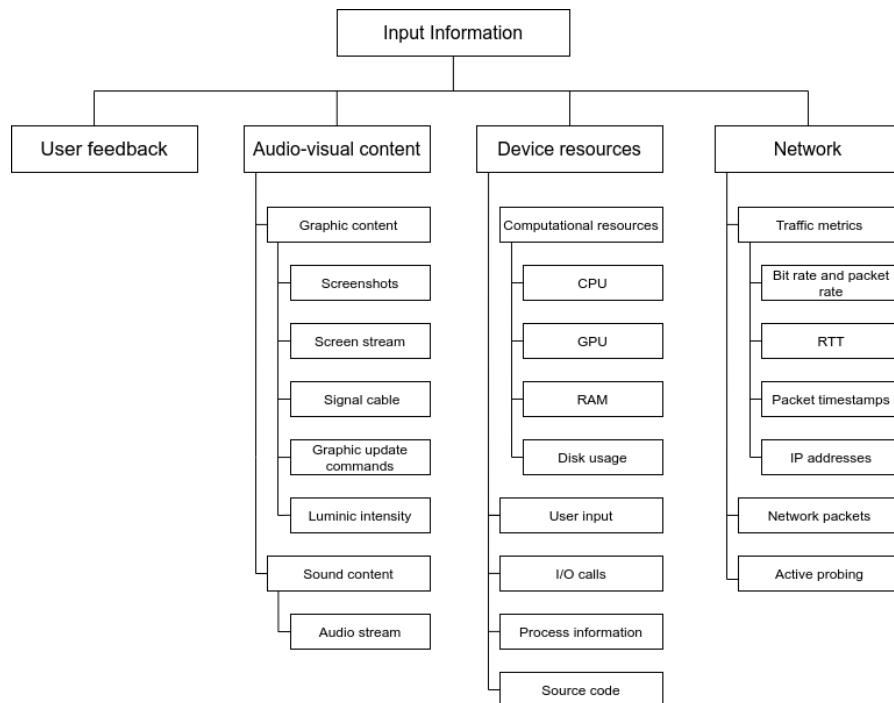 Input Information
User feedback
Audio-visual content
Device resources
Network
Graphic content
Screenshots
Screen stream
Signal cable
Graphic update
commands
Luminic intensity
Sound content
Audio stream
Computational resources
CPU
GPU
RAM
Disk usage
User input
I/O calls
Process information
Source code
Traffic metrics
Bit rate and packet
rate
RTT
Packet timestamps
IP addresses
Network packets
Active probing